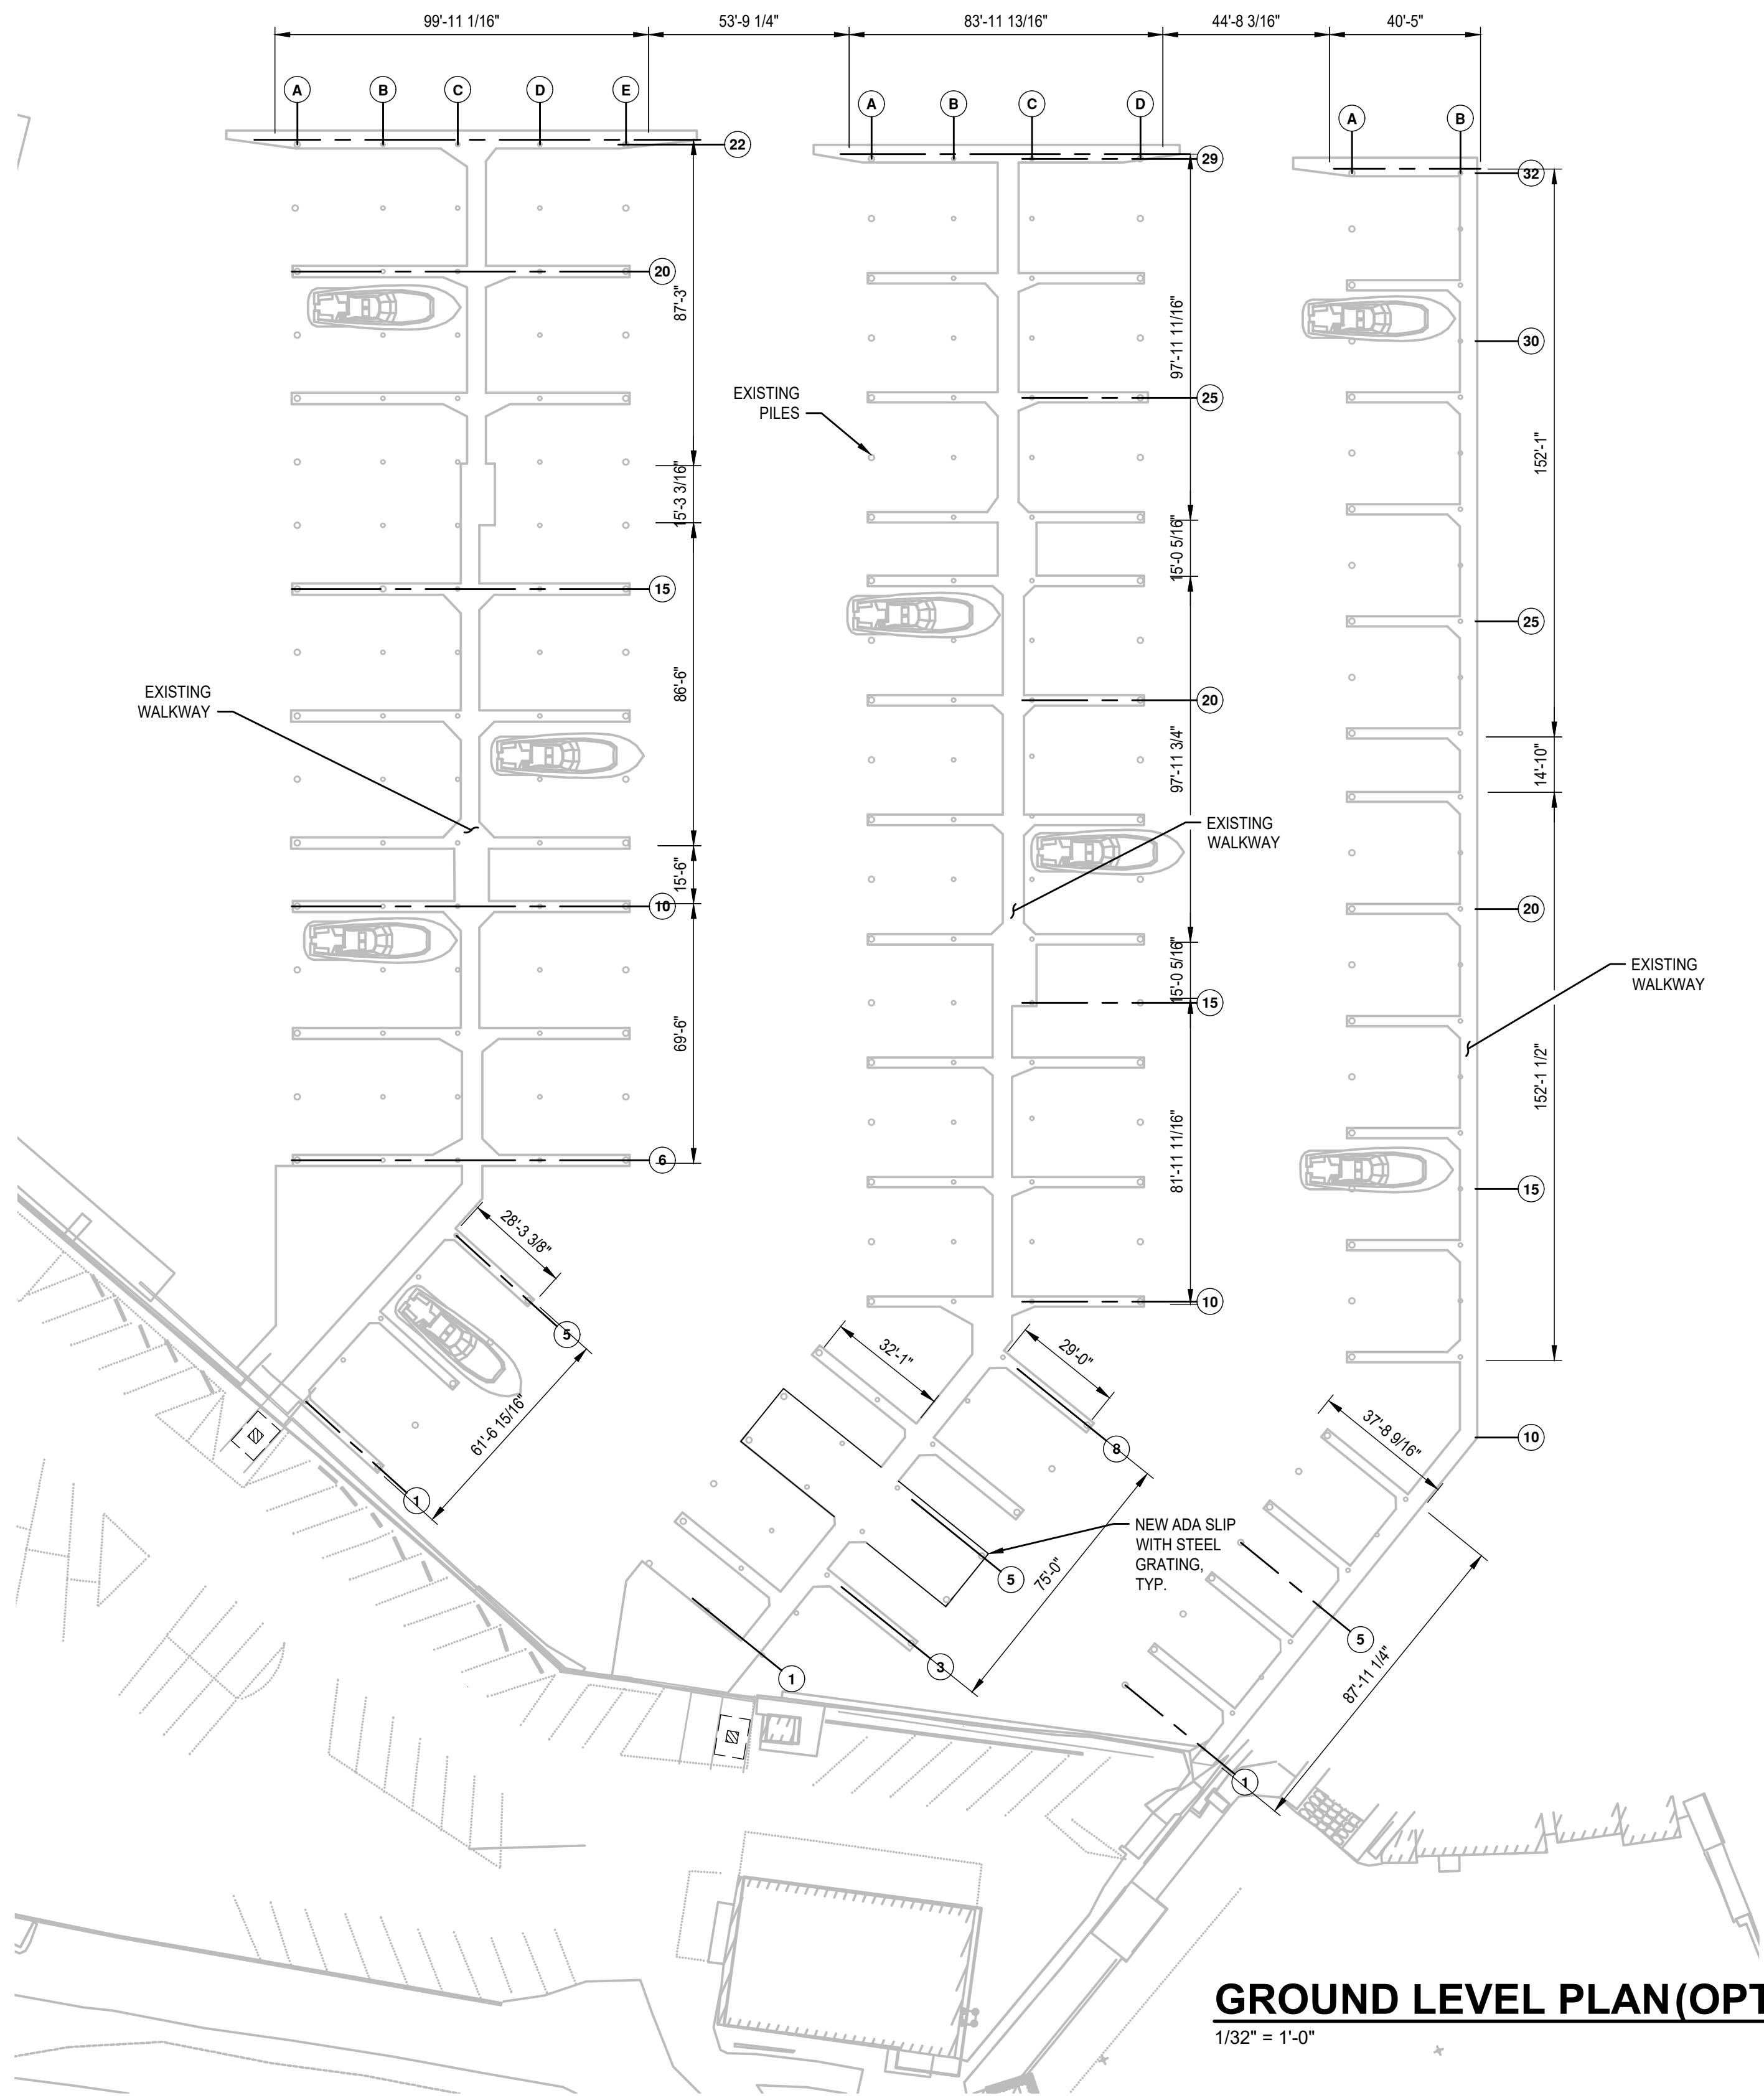 99'-11 1/16"
53'-9 1/4"
83'-11 13/16"
44'-8 3/16"
40'-5"
A
B
C
D
E
22
20
15
10
6
5
1
87'-3"
15'-3 3/16"
86'-6"
15'-6"
69'-6"
28'-3 3/8"
61'-6 15/16"
EXISTING
WALKWAY
A
B
C
D
29
25
20
15
10
8
5
3
1
EXISTING
PILES
97'-11 11/16"
15'-0 5/16"
97'-11 3/4"
15'-0 5/16"
81'-11 11/16"
EXISTING
WALKWAY
32'-1"
29'-0"
75'-0"
NEW ADA SLIP
WITH STEEL
GRATING,
TYP.
A
B
32
30
25
20
15
10
5
1
152'-1"
14'-10"
152'-1 1/2"
EXISTING
WALKWAY
37'-8 9/16"
87'-11 1/4"
GROUND LEVEL PLAN(OPT
1/32" = 1'-0"